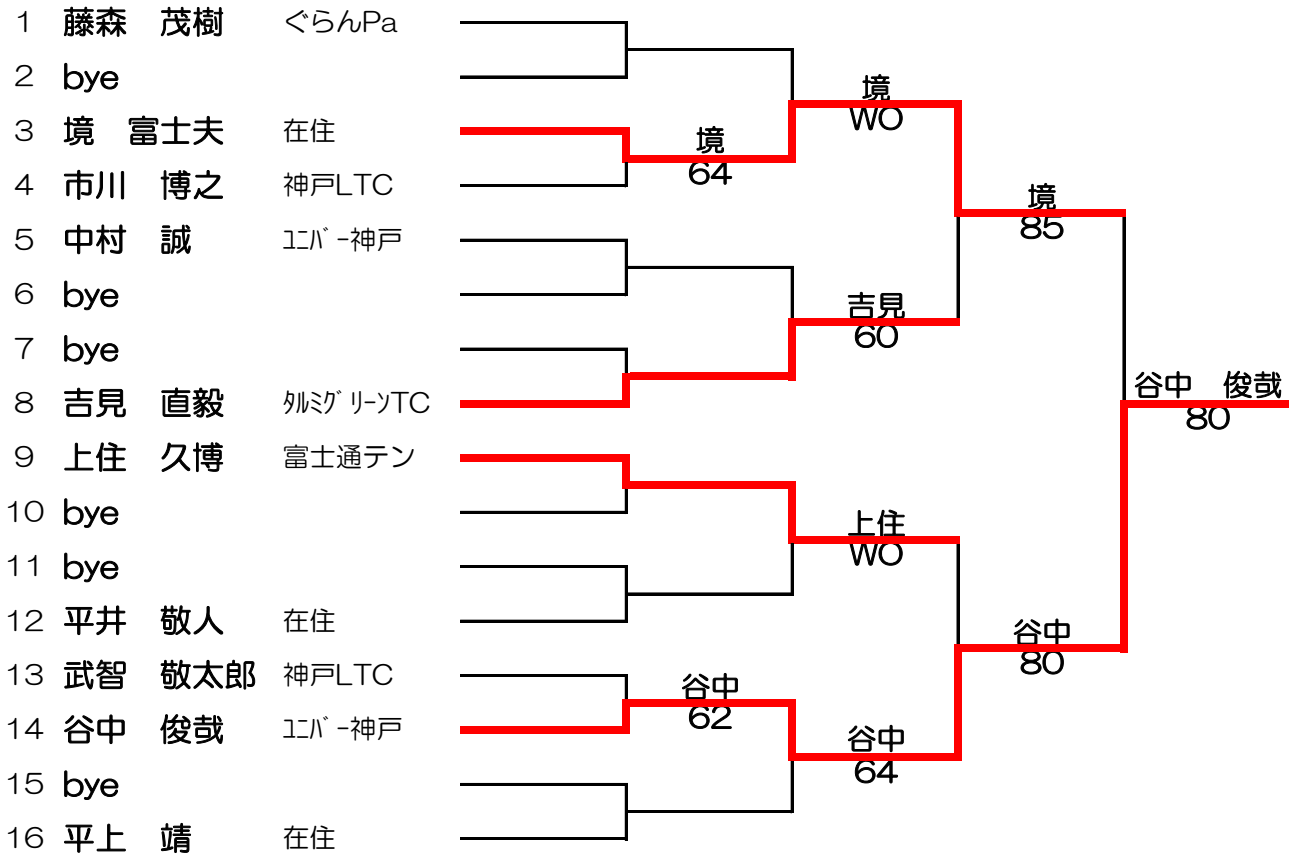 1 藤森　茂樹 ぐらんPa
2 bye
3 境　富士夫 在住
4 市川　博之 神戸LTC
5 中村　誠 ﾕﾆﾊﾞｰ神戸
6 bye
7 bye
8 吉見　直毅 ﾀﾙﾐｸﾞﾘｰﾝTC
9 上住　久博 富士通テン
10 bye
11 bye
12 平井　敬人 在住
13 武智　敬太郎 神戸LTC
14 谷中　俊哉 ﾕﾆﾊﾞｰ神戸
15 bye
16 平上　靖 在住
境
64
谷中
62
境
WO
吉見
60
上住
WO
谷中
64
境
85
谷中
80
谷中　俊哉
80